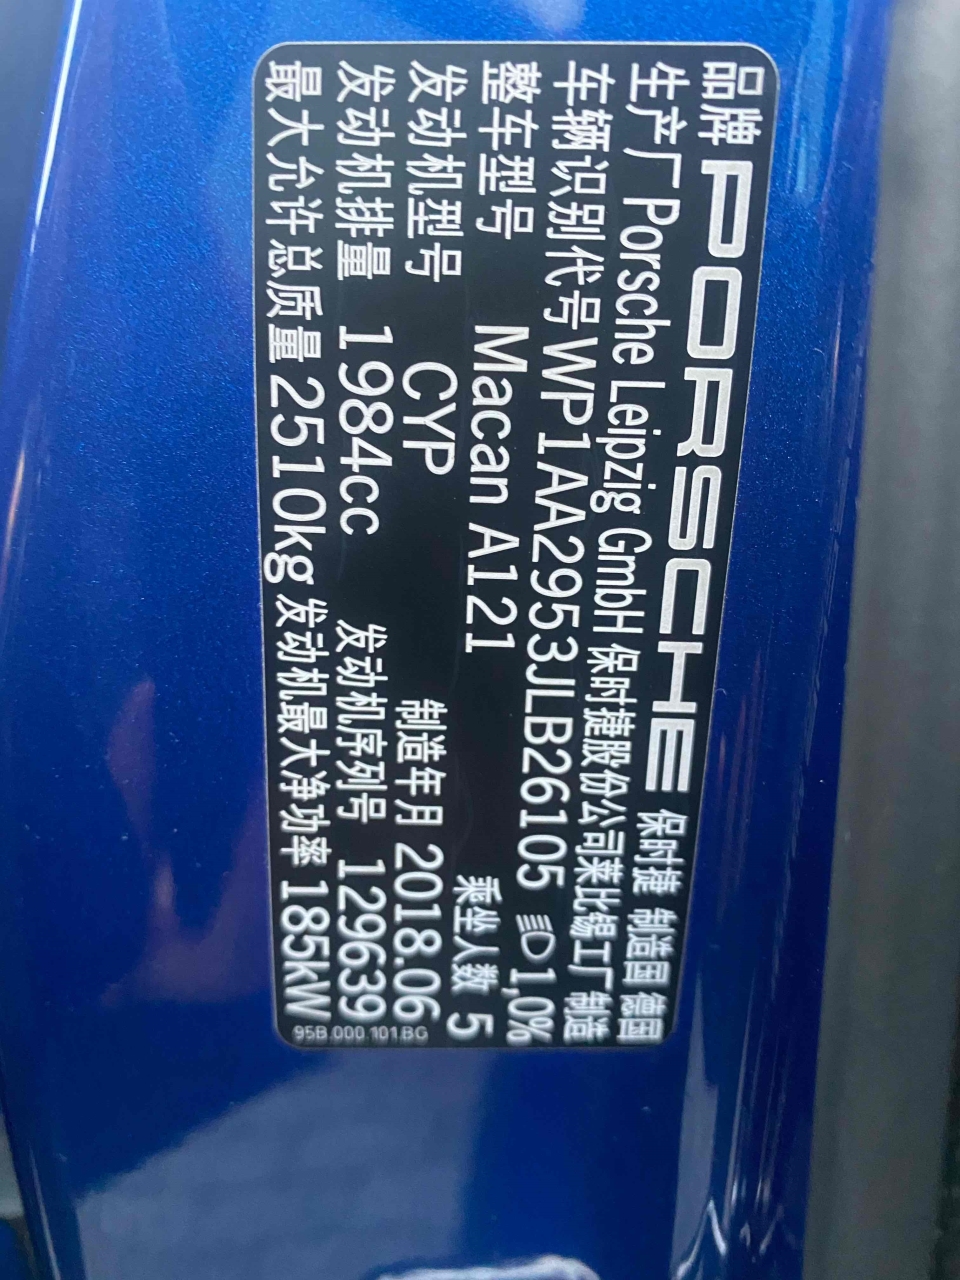 品牌 PORSCHE 保时捷 制造国 德国
生产厂 Porsche Leipzig GmbH 保时捷股份公司莱比锡工厂 制造
车辆识别代号 WP1AA2953JLB26105 1,0%
整车型号 Macan A121 乘坐人数 5
发动机型号 CYP 制造年月 2018.06
发动机排量 1984cc 发动机序列号 129639
最大允许总质量 2510kg 发动机最大净功率 185kW
95B.000.101.BG